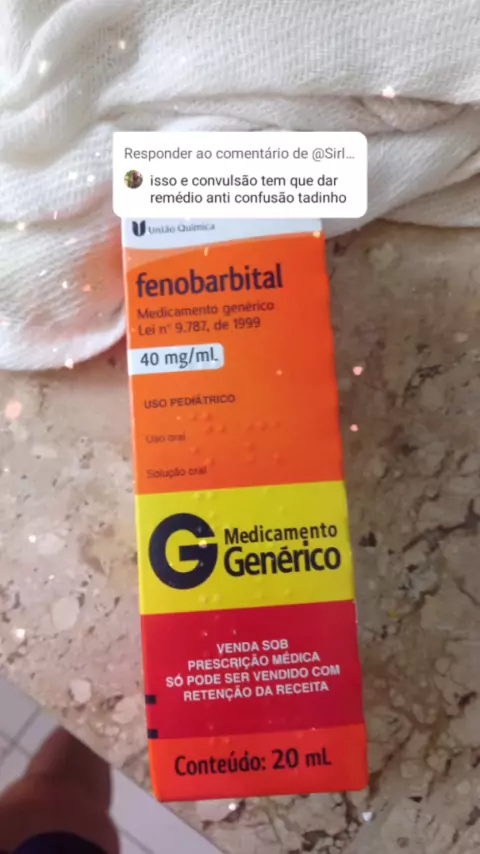 Responder ao comentário de @Sirl...
isso e convulsão tem que dar
remédio anti confusão tadinho
União Química
fenobarbital
Medicamento genérico
Lei nº 9.787, de 1999
40 mg/mL
USO PEDIÁTRICO
Uso oral
Solução oral
G Medicamento
Genérico
VENDA SOB
PRESCRIÇÃO MÉDICA
SÓ PODE SER VENDIDO COM
RETENÇÃO DA RECEITA
Conteúdo: 20 mL